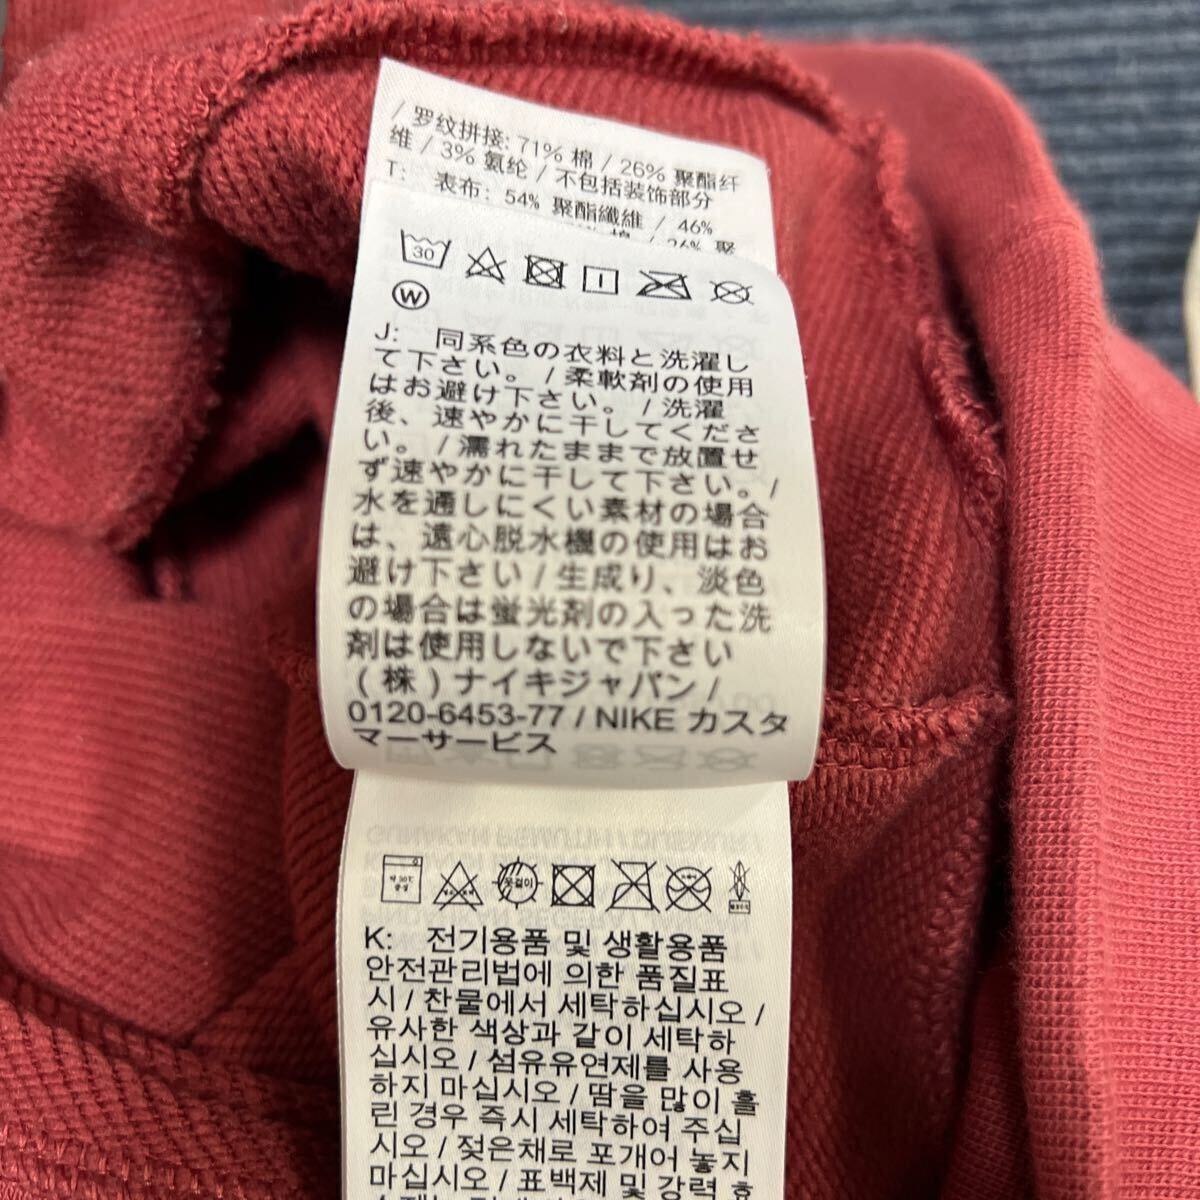 / 罗纹拼接: 71% 棉 / 26% 聚酯纤
维 / 3% 氨纶 / 不包括装饰部分
T: 表布: 54% 聚酯纖維 / 46%
棉 / 26% 聚
30
W
J: 同系色の衣料と洗濯し
て下さい。 / 柔軟剤の使用
はお避け下さい。 / 洗濯
後、速やかに干してくださ
い。 / 濡れたままで放置せ
ず速やかに干して下さい。 /
水を通しにくい素材の場合
は、遠心脱水機の使用はお
避け下さい / 生成り、淡色
の場合は蛍光剤の入った洗
剤は使用しないで下さい
(株) ナイキジャパン /
0120-6453-77 / NIKE カスタ
マーサービス
약 30℃
중성
옷걸이
K: 전기용품 및 생활용품
안전관리법에 의한 품질표
시 / 찬물에서 세탁하십시오 /
유사한 색상과 같이 세탁하
십시오 / 섬유유연제를 사용
하지 마십시오 / 땀을 많이 흘
린 경우 즉시 세탁하여 주십
시오 / 젖은채로 포개어 놓지
마십시오 / 표백제 및 강력 효